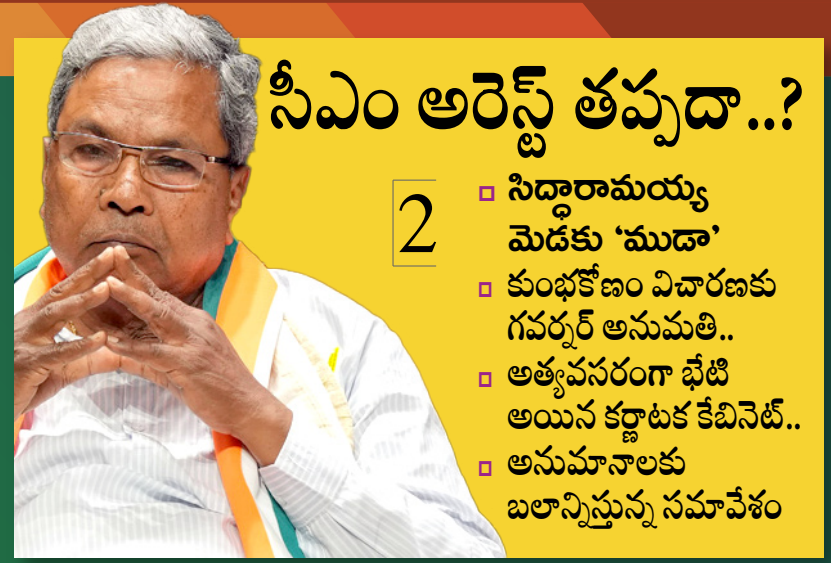 సీఎం అరెస్ట్ తప్పదా..?
2
సిద్ధారామయ్య
మెడకు ‘ముడా’
కుంభకోణం విచారణకు
గవర్నర్ అనుమతి..
అత్యవసరంగా భేటి
అయిన కర్ణాటక కేబినెట్..
అనుమానాలకు
బలాన్నిస్తున్న సమావేశం